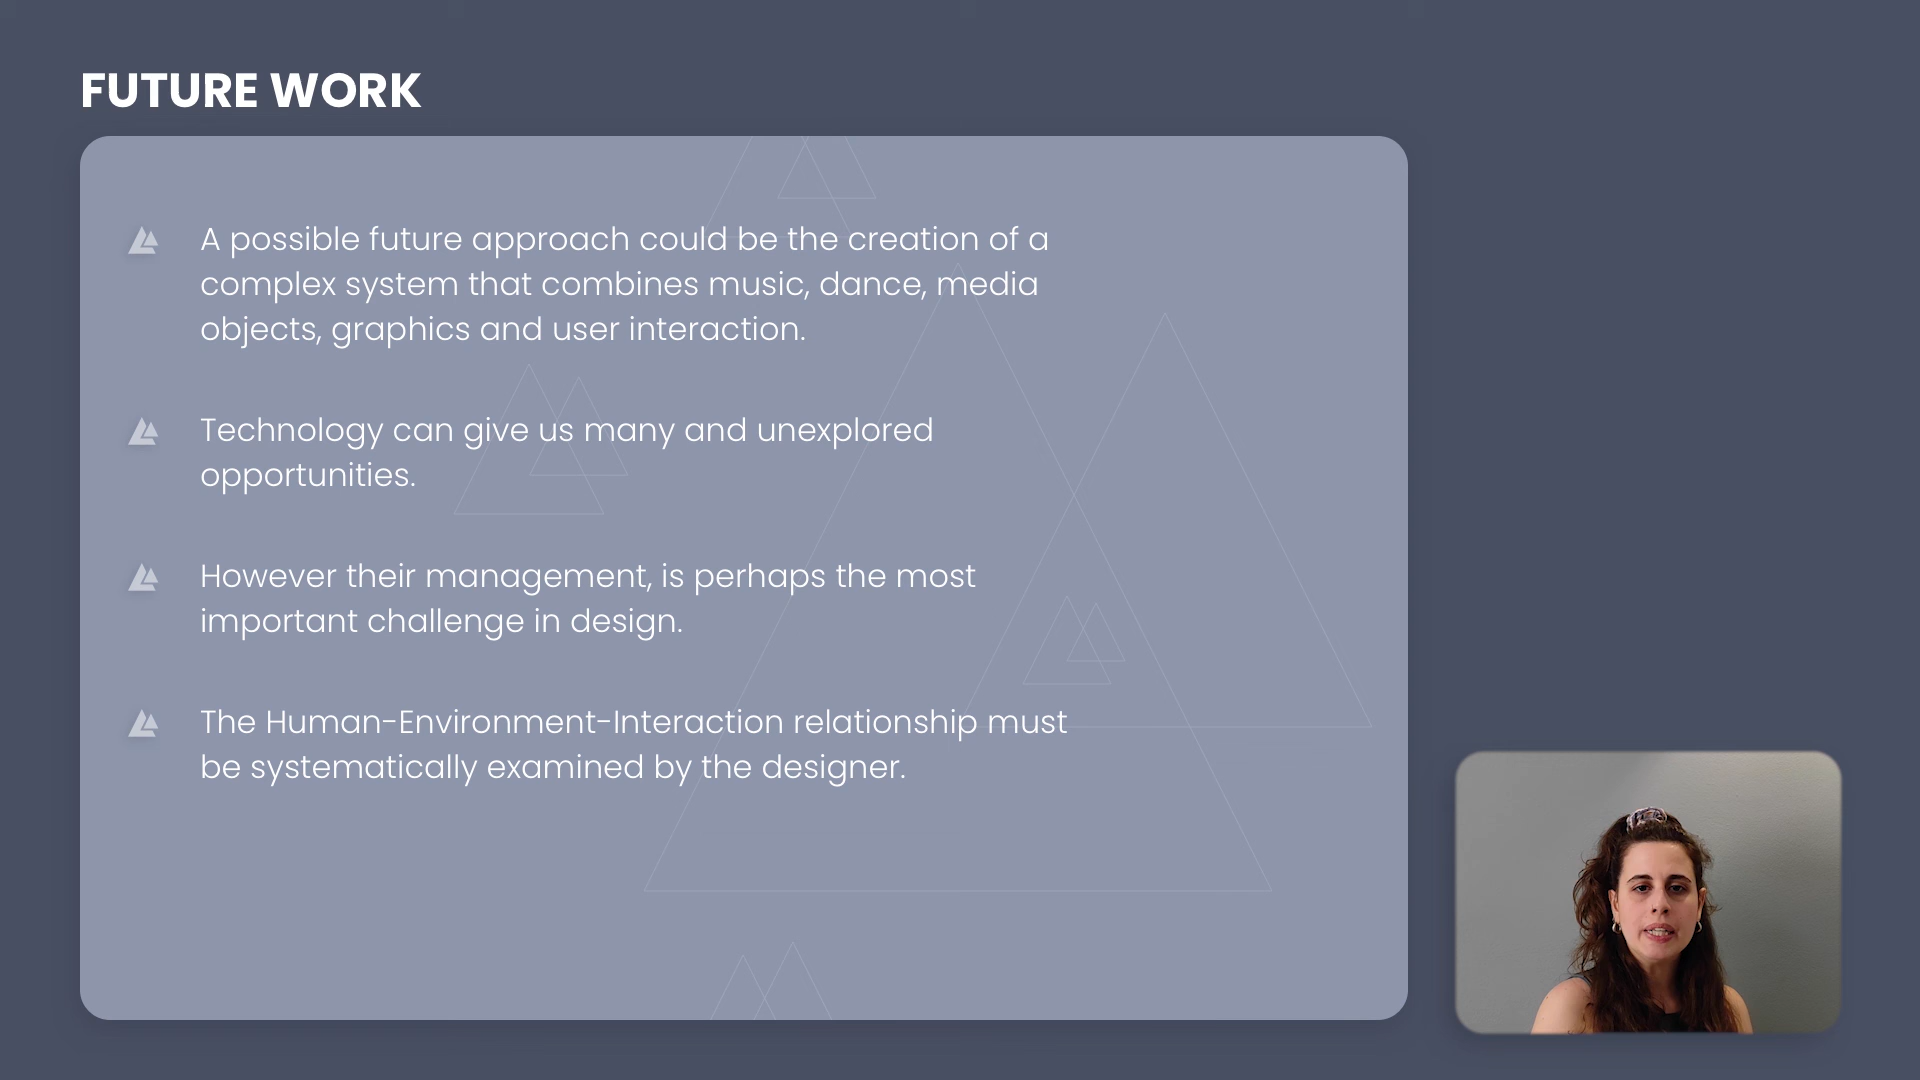 FUTURE WORK
A possible future approach could be the creation of a
complex system that combines music, dance, media
objects, graphics and user interaction.
Technology can give us many and unexplored
opportunities.
However their management, is perhaps the most
important challenge in design.
The Human-Environment-Interaction relationship must
be systematically examined by the designer.